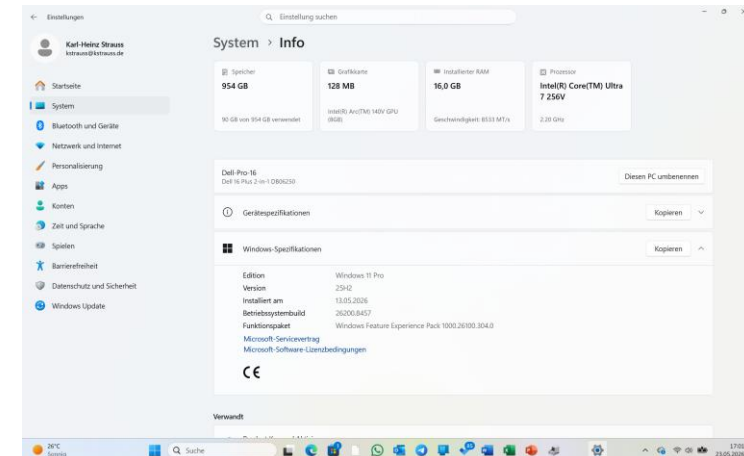 Einstellungen
Einstellung suchen
Karl-Heinz Strauss
kstrauss@kstrauss.de
Startseite
System
Bluetooth und Geräte
Netzwerk und Internet
Personalisierung
Apps
Konten
Zeit und Sprache
Spielen
Barrierefreiheit
Datenschutz und Sicherheit
Windows Update
System > Info
Speicher
954 GB
90 GB von 954 GB verwendet
Grafikkarte
128 MB
Intel(R) Arc(TM) 140V GPU
(8GB)
Installierter RAM
16,0 GB
Geschwindigkeit: 8533 MT/s
Prozessor
Intel(R) Core(TM) Ultra
7 256V
2.20 GHz
Dell-Pro-16
Dell 16 Plus 2-in-1 DB06250
Diesen PC umbenennen
Gerätespezifikationen
Kopieren
Windows-Spezifikationen
Kopieren
Edition Windows 11 Pro
Version 25H2
Installiert am 13.05.2026
Betriebssystembuild 26200.8457
Funktionspaket Windows Feature Experience Pack 1000.26100.304.0
Microsoft-Servicevertrag
Microsoft-Software-Lizenzbedingungen
CE
Verwandt
26°C
Sonnig
Suche
17:01
23.05.2026